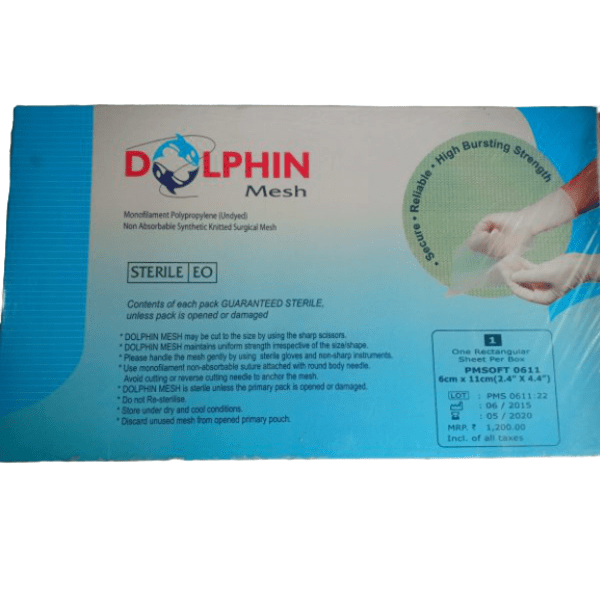 DOLPHIN
Mesh
Monofilament Polypropylene (Undyed)
Non Absorbable Synthetic Knitted Surgical Mesh
STERILE EO
Contents of each pack GUARANTEED STERILE,
unless pack is opened or damaged
* DOLPHIN MESH may be cut to the size by using the sharp scissors.
* DOLPHIN MESH maintains uniform strength irrespective of the size/shape.
* Please handle the mesh gently by using sterile gloves and non-sharp instruments.
* Use monofilament non-absorbable suture attached with round body needle.
Avoid cutting or reverse cutting needle to anchor the mesh.
* DOLPHIN MESH is sterile unless the primary pack is opened or damaged.
* Do not Re-sterilise.
* Store under dry and cool conditions.
* Discard unused mesh from opened primary pouch.
• Secure • Reliable • High Bursting Strength
1
One Rectangular
Sheet Per Box
PMSOFT 0611
6cm x 11cm(2.4" X 4.4")
LOT : PMS 0611:22
: 06 / 2015
: 05 / 2020
MRP. ₹ 1,200.00
Incl. of all taxes